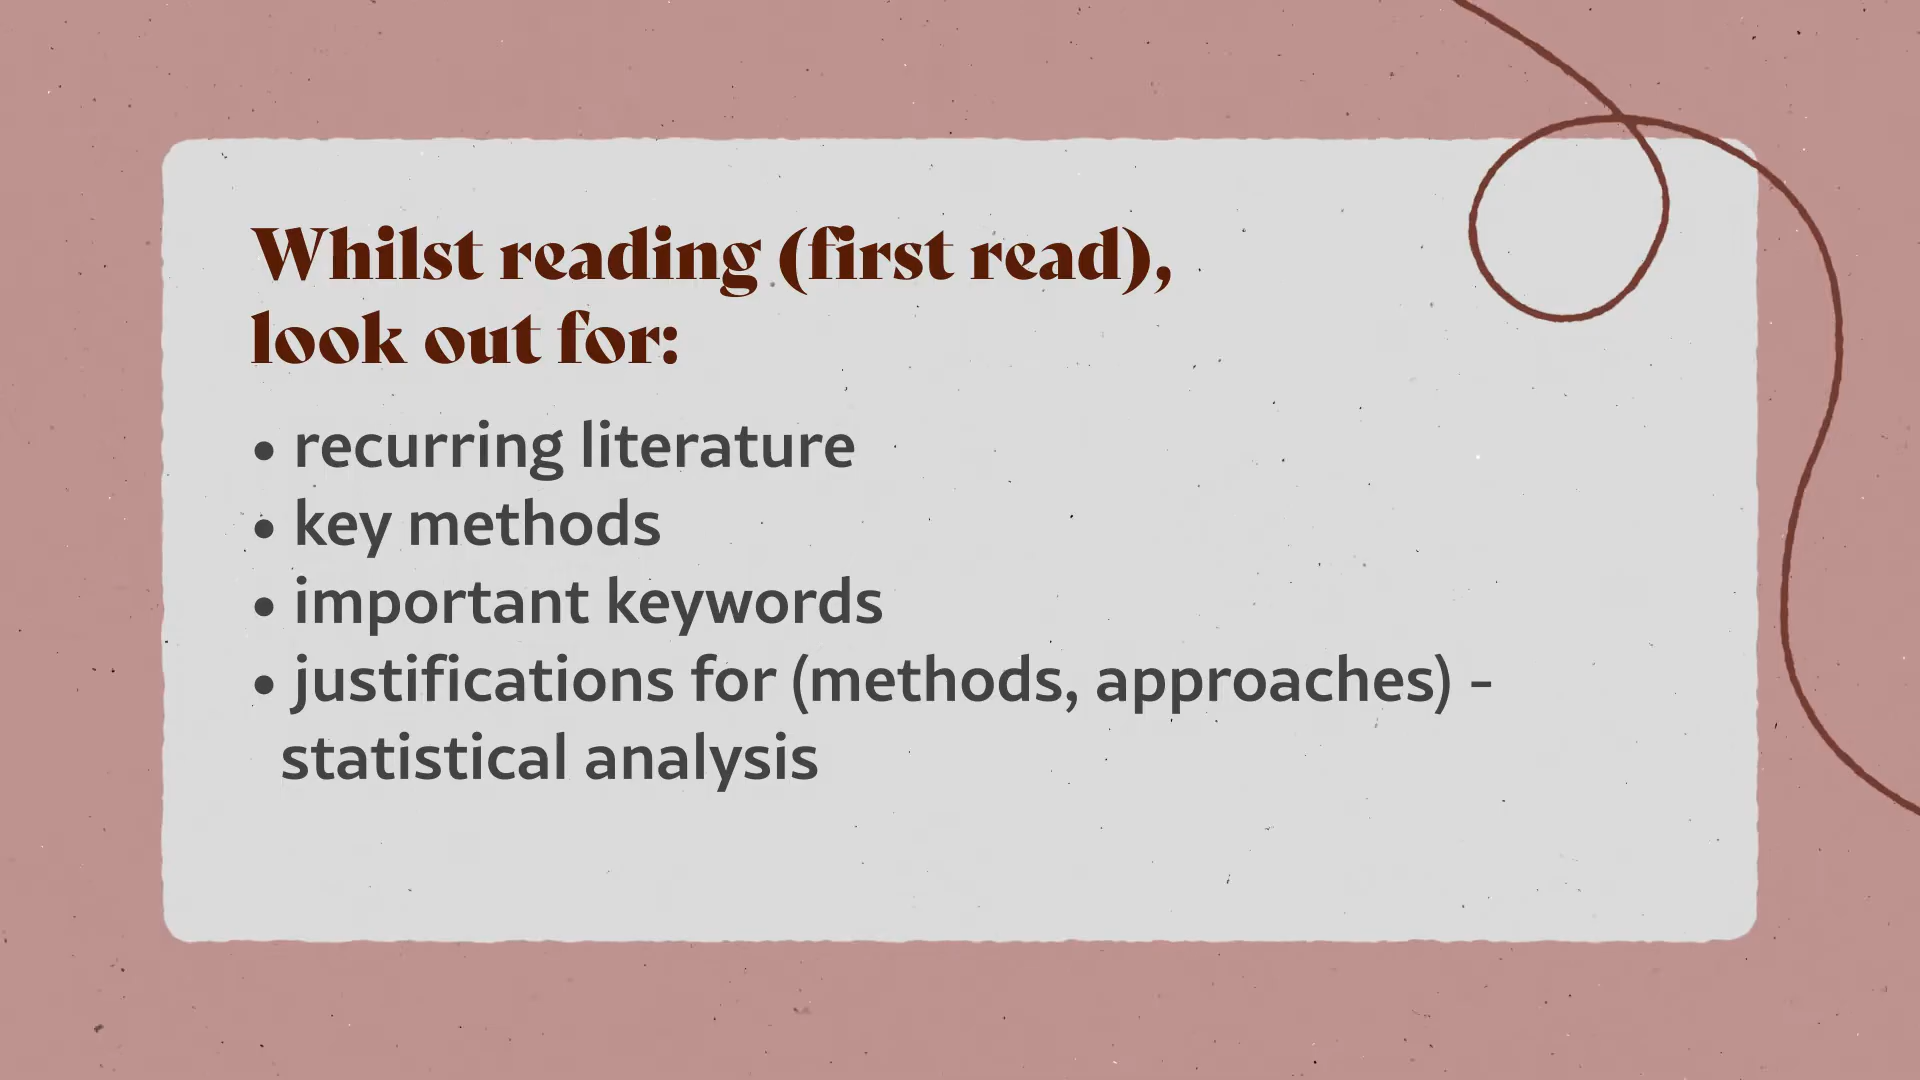 Whilst reading (first read),
look out for:
• recurring literature
• key methods
• important keywords
• justifications for (methods, approaches) -
statistical analysis